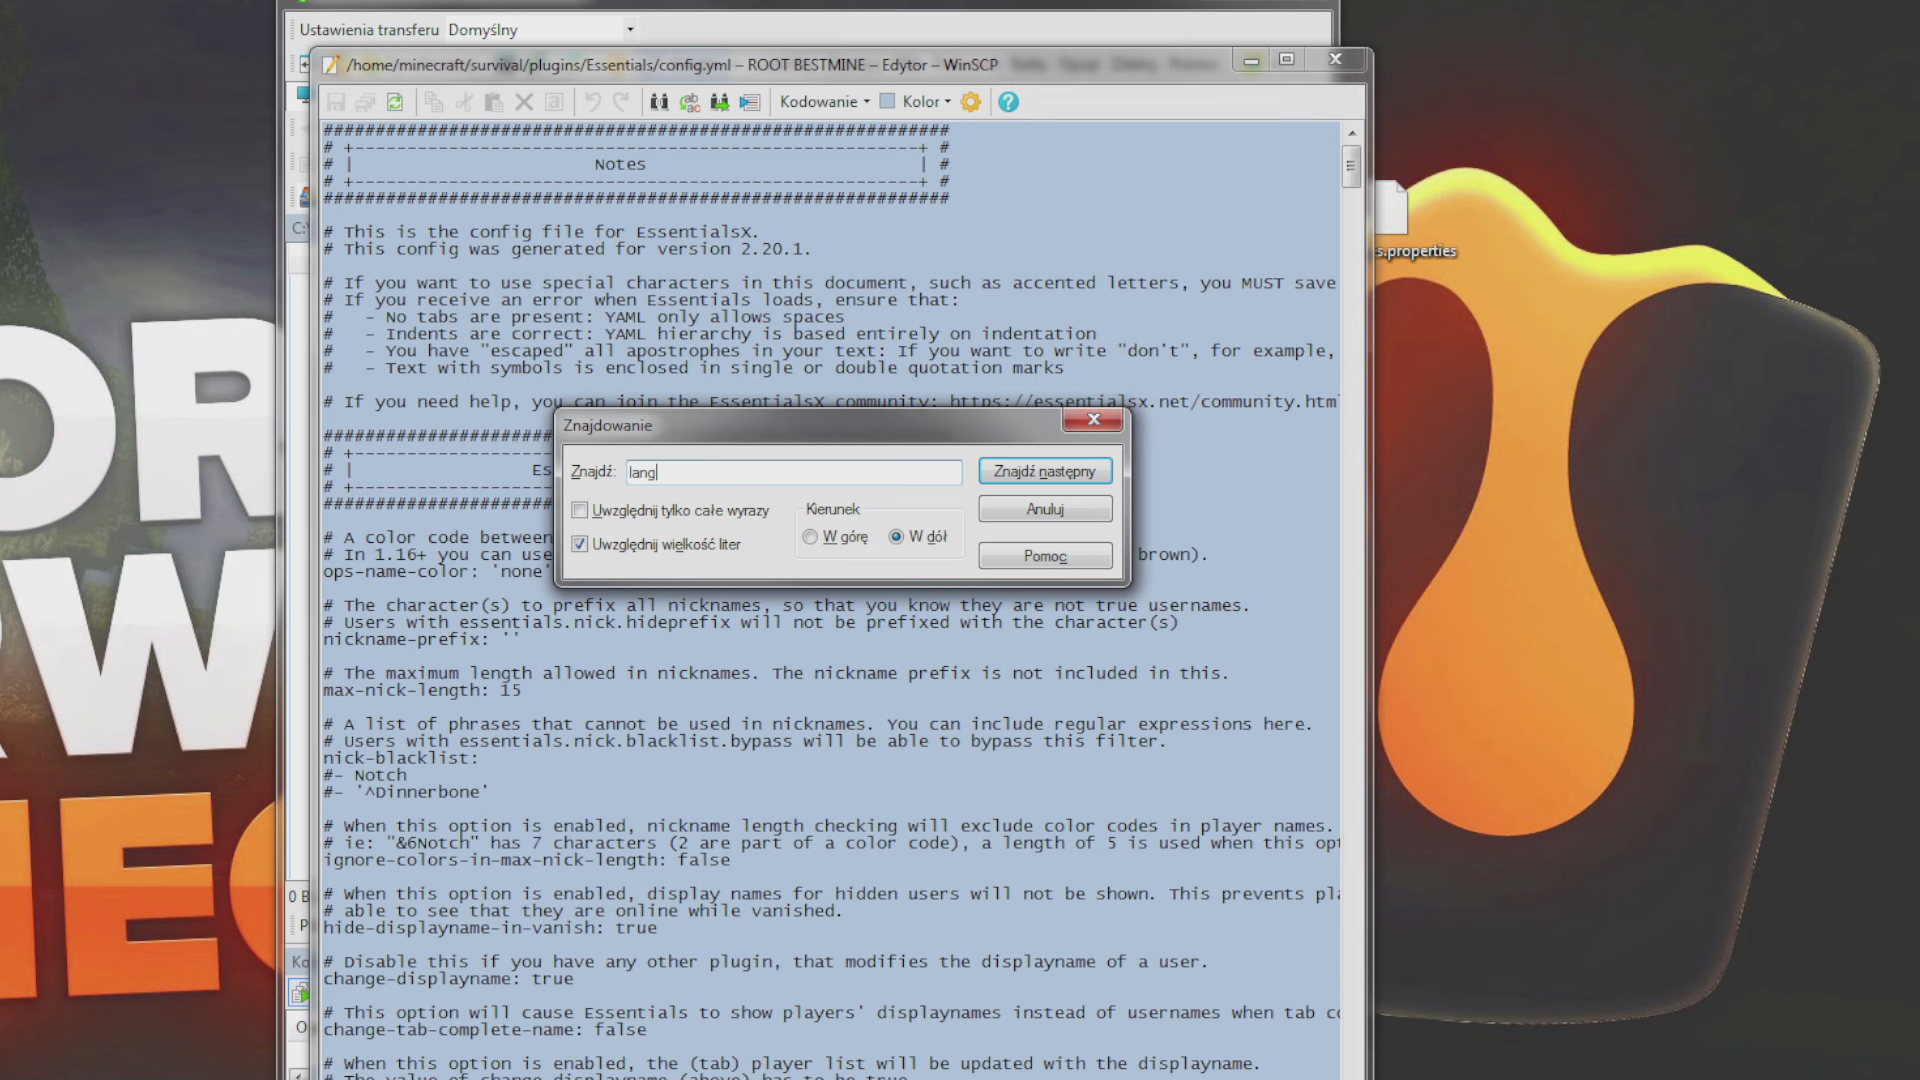 Ustawienia transferu Domyślny
/home/minecraft/survival/plugins/Essentials/config.yml – ROOT BESTMINE – Edytor – WinSCP
Kodowanie Kolor
############################################################
# +------------------------------------------------------+ #
# | Notes | #
# +------------------------------------------------------+ #
############################################################
# This is the config file for EssentialsX.
# This config was generated for version 2.20.1.
# If you want to use special characters in this document, such as accented letters, you MUST save
# If you receive an error when Essentials loads, ensure that:
# - No tabs are present: YAML only allows spaces
# - Indents are correct: YAML hierarchy is based entirely on indentation
# - You have "escaped" all apostrophes in your text: If you want to write "don't", for example,
# - Text with symbols is enclosed in single or double quotation marks
# If you need help, you can join the EssentialsX community: https://essentialsx.net/community.html
######################
# +-------------------
# | Es
# +-------------------
######################
Znajdowanie
Znajdź: lang
Znajdź następny
Uwzględnij tylko całe wyrazy
Kierunek
Anuluj
Uwzględnij wielkość liter
W górę
W dół
Pomoc
# A color code between
# In 1.16+ you can use brown).
ops-name-color: 'none'
# The character(s) to prefix all nicknames, so that you know they are not true usernames.
# Users with essentials.nick.hideprefix will not be prefixed with the character(s)
nickname-prefix: ''
# The maximum length allowed in nicknames. The nickname prefix is not included in this.
max-nick-length: 15
# A list of phrases that cannot be used in nicknames. You can include regular expressions here.
# Users with essentials.nick.blacklist.bypass will be able to bypass this filter.
nick-blacklist:
#- Notch
#- '^Dinnerbone'
# When this option is enabled, nickname length checking will exclude color codes in player names.
# ie: "&6Notch" has 7 characters (2 are part of a color code), a length of 5 is used when this opt
ignore-colors-in-max-nick-length: false
# When this option is enabled, display names for hidden users will not be shown. This prevents pla
# able to see that they are online while vanished.
hide-displayname-in-vanish: true
# Disable this if you have any other plugin, that modifies the displayname of a user.
change-displayname: true
# This option will cause Essentials to show players' displaynames instead of usernames when tab co
change-tab-complete-name: false
# When this option is enabled, the (tab) player list will be updated with the displayname.
# The value of change-displayname (above) has to be true.
s.properties
C:\
0 B
P
Ko
O
OR
W
IEC